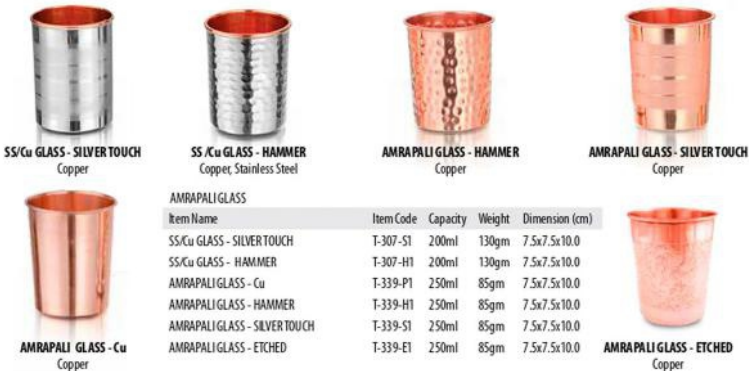 SS/Cu GLASS - SILVER TOUCH
Copper
SS /Cu GLASS - HAMMER
Copper, Stainless Steel
AMRAPALI GLASS - HAMMER
Copper
AMRAPALI GLASS - SILVER TOUCH
Copper
AMRAPALI GLASS - Cu
Copper
AMRAPALI GLASS
Item Name Item Code Capacity Weight Dimension (cm)
SS/Cu GLASS - SILVER TOUCH T-307-S1 200ml 130gm 7.5x7.5x10.0
SS/Cu GLASS - HAMMER T-307-H1 200ml 130gm 7.5x7.5x10.0
AMRAPALI GLASS - Cu T-339-P1 250ml 85gm 7.5x7.5x10.0
AMRAPALI GLASS - HAMMER T-339-H1 250ml 85gm 7.5x7.5x10.0
AMRAPALI GLASS - SILVER TOUCH T-339-S1 250ml 85gm 7.5x7.5x10.0
AMRAPALI GLASS - ETCHED T-339-E1 250ml 85gm 7.5x7.5x10.0
AMRAPALI GLASS - ETCHED
Copper